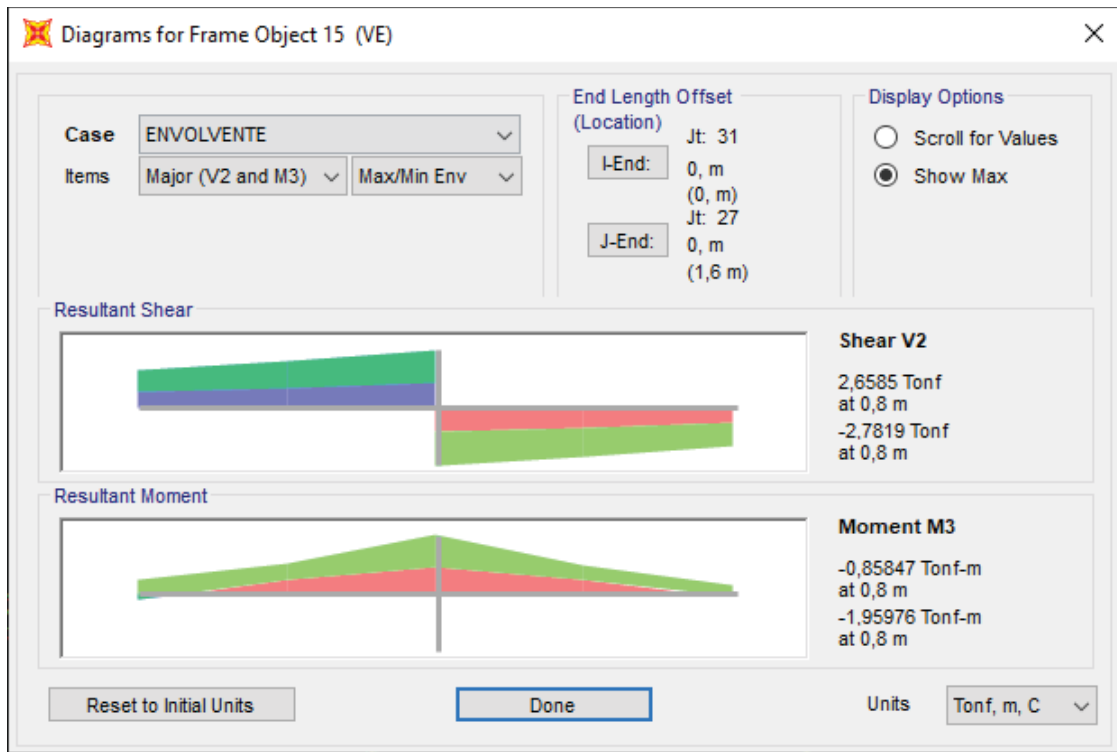 Diagrams for Frame Object 15 (VE)
Case
ENVOLVENTE
Items
Major (V2 and M3)
Max/Min Env
End Length Offset
(Location)
I-End:
Jt: 31
0, m
(0, m)
J-End:
Jt: 27
0, m
(1,6 m)
Display Options
Scroll for Values
Show Max
Resultant Shear
Shear V2
2,6585 Tonf
at 0,8 m
-2,7819 Tonf
at 0,8 m
Resultant Moment
Moment M3
-0,85847 Tonf-m
at 0,8 m
-1,95976 Tonf-m
at 0,8 m
Reset to Initial Units
Done
Units
Tonf, m, C